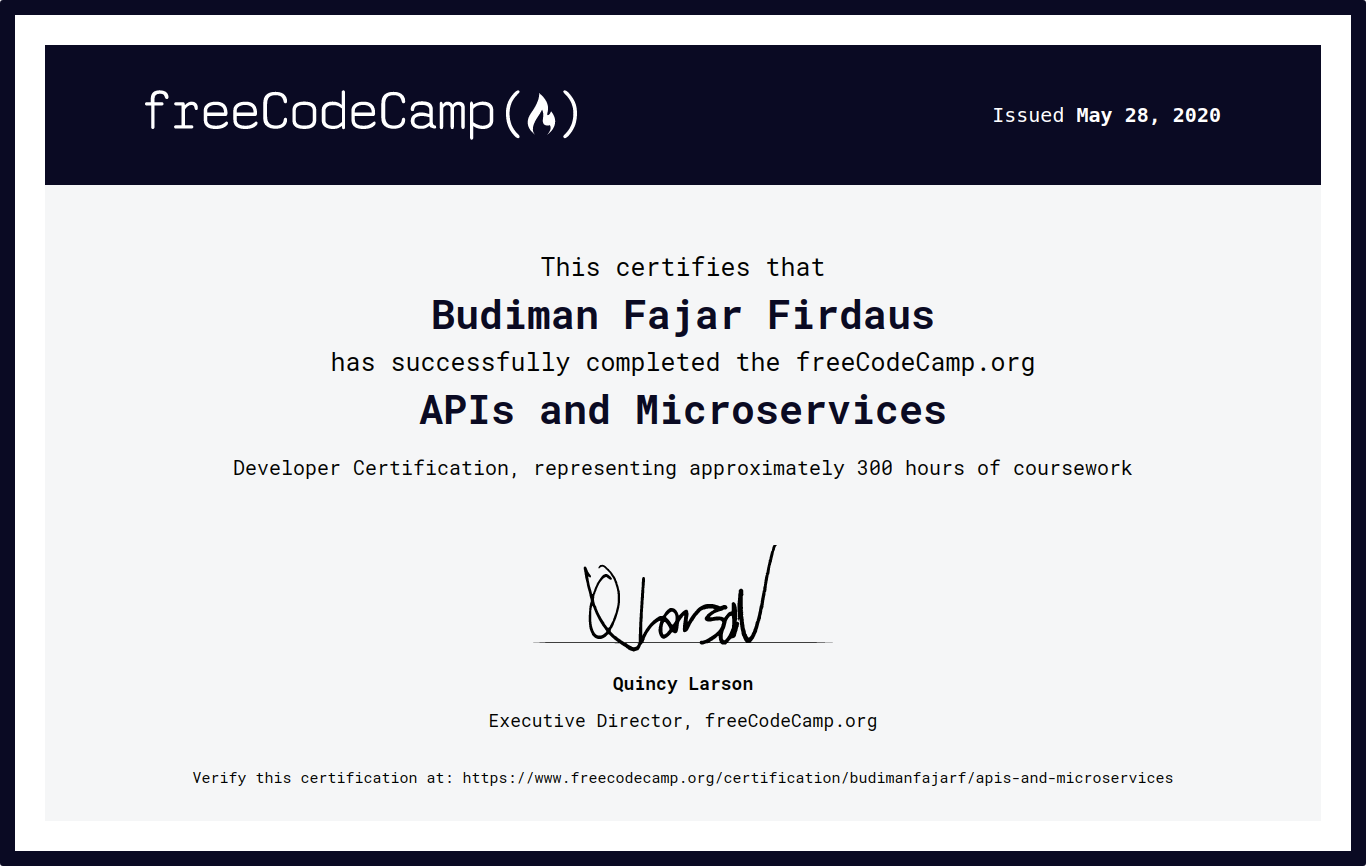 freeCodeCamp
Issued May 28, 2020
This certifies that
Budiman Fajar Firdaus
has successfully completed the freeCodeCamp.org
APIs and Microservices
Developer Certification, representing approximately 300 hours of coursework
Q Larson
Quincy Larson
Executive Director, freeCodeCamp.org
Verify this certification at: https://www.freecodecamp.org/certification/budimanfajarf/apis-and-microservices